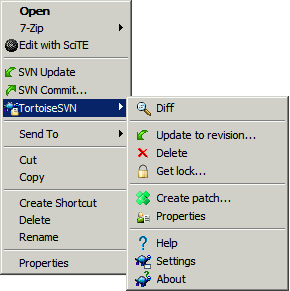 Open
7-Zip
Edit with SciTE
SVN Update
SVN Commit...
TortoiseSVN
Send To
Cut
Copy
Create Shortcut
Delete
Rename
Properties
Diff
Update to revision...
Delete
Get lock...
Create patch...
Properties
Help
Settings
About